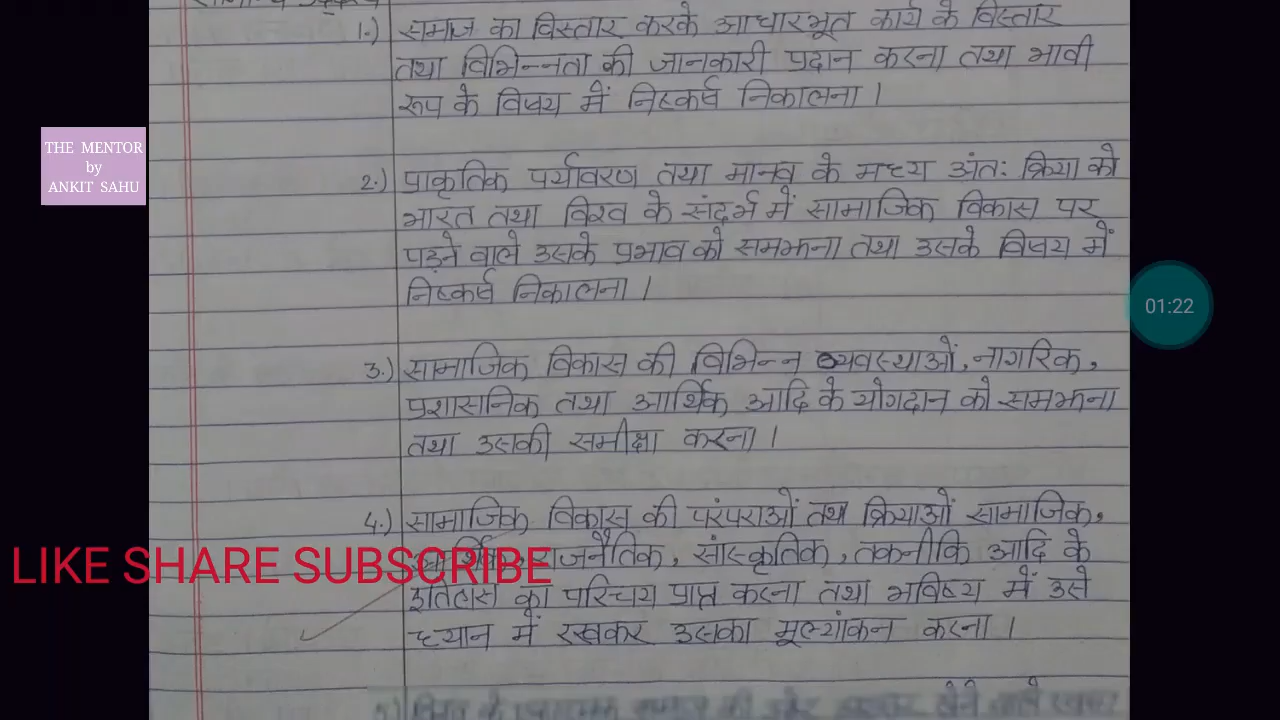 1.) समाज का विस्तार करके आधारभूत कार्य के विस्तार
तथा विभिन्नता की जानकारी प्रदान करना तथा भावी
रूप के विषय में निष्कर्ष निकालना।
THE MENTOR
by
ANKIT SAHU
2.) प्राकृतिक पर्यावरण तथा मानव के मध्य अंतः क्रिया को
भारत तथा विश्व के संदर्भ में सामाजिक विकास पर
पड़ने वाले उसके प्रभाव को समझना तथा उसके विषय में
निष्कर्ष निकालना।
01:22
3.) सामाजिक विकास की विभिन्न व्यवस्थाओं, नागरिक,
प्रशासनिक तथा आर्थिक आदि के योगदान को समझना
तथा उसकी समीक्षा करना।
4.) सामाजिक विकास की परंपराओं तथ क्रियाओं सामाजिक,
आर्थिक, राजनैतिक, सांस्कृतिक, तकनीकि आदि के
LIKE SHARE SUBSCRIBE
इतिहास का परिचय प्राप्त करना तथा भविष्य में उसे
ध्यान में रखकर उसका मूल्यांकन करना।